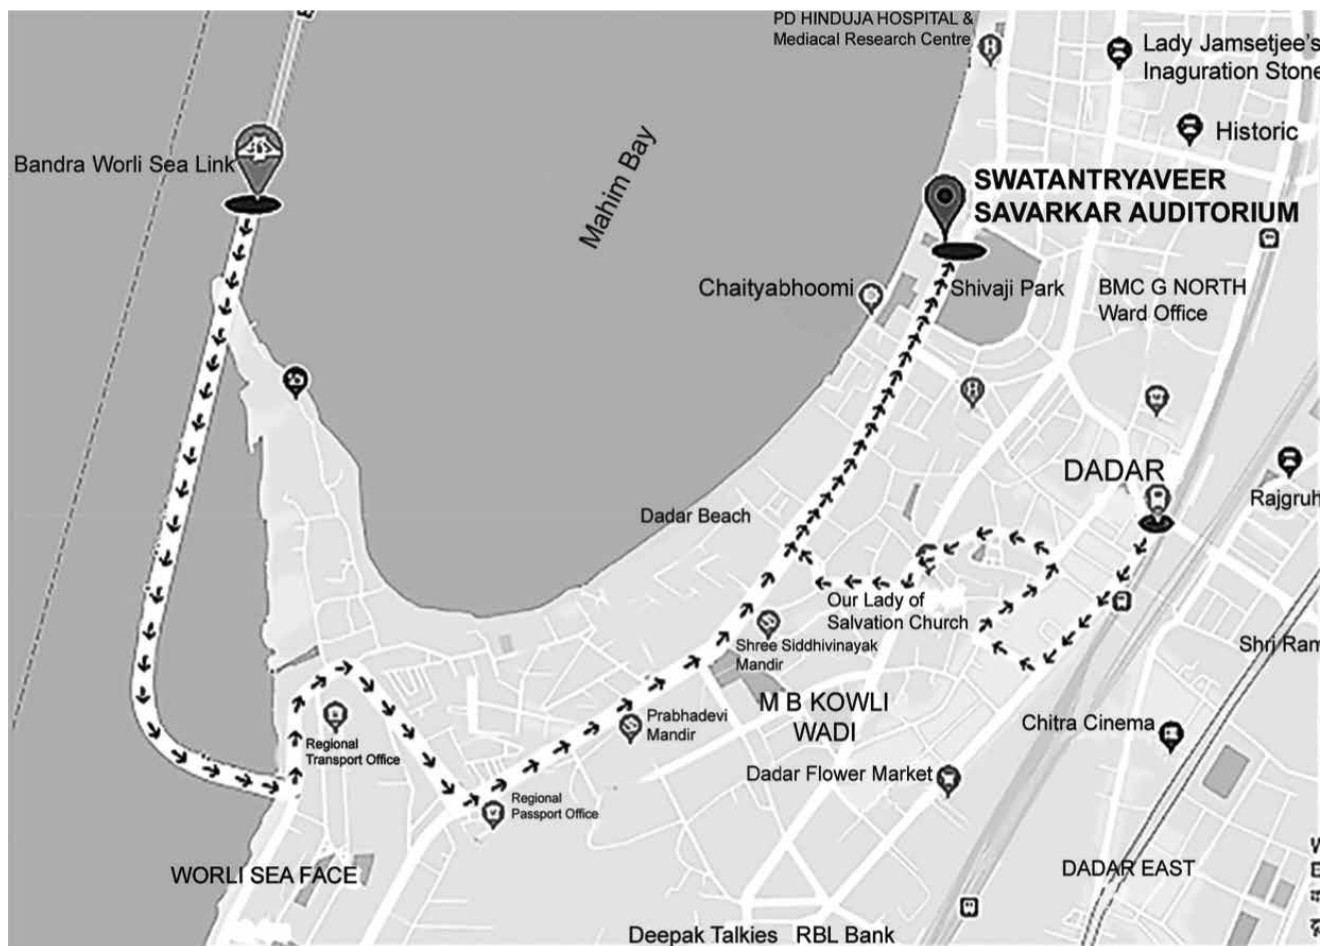 PD HINDUJA HOSPITAL &
Mediacal Research Centre
Lady Jamsetjee's
Inaguration Stone
Historic
Bandra Worli Sea Link
Mahim Bay
SWATANTRYAVEER
SAVARKAR AUDITORIUM
Chaityabhoomi
Shivaji Park
BMC G NORTH
Ward Office
DADAR
Rajgruh
Dadar Beach
Our Lady of
Salvation Church
Shree Siddhivinayak
Mandir
Shri Ram
M B KOWLI
WADI
Prabhadevi
Mandir
Chitra Cinema
Regional
Transport Office
Dadar Flower Market
Regional
Passport Office
WORLI SEA FACE
DADAR EAST
Deepak Talkies
RBL Bank